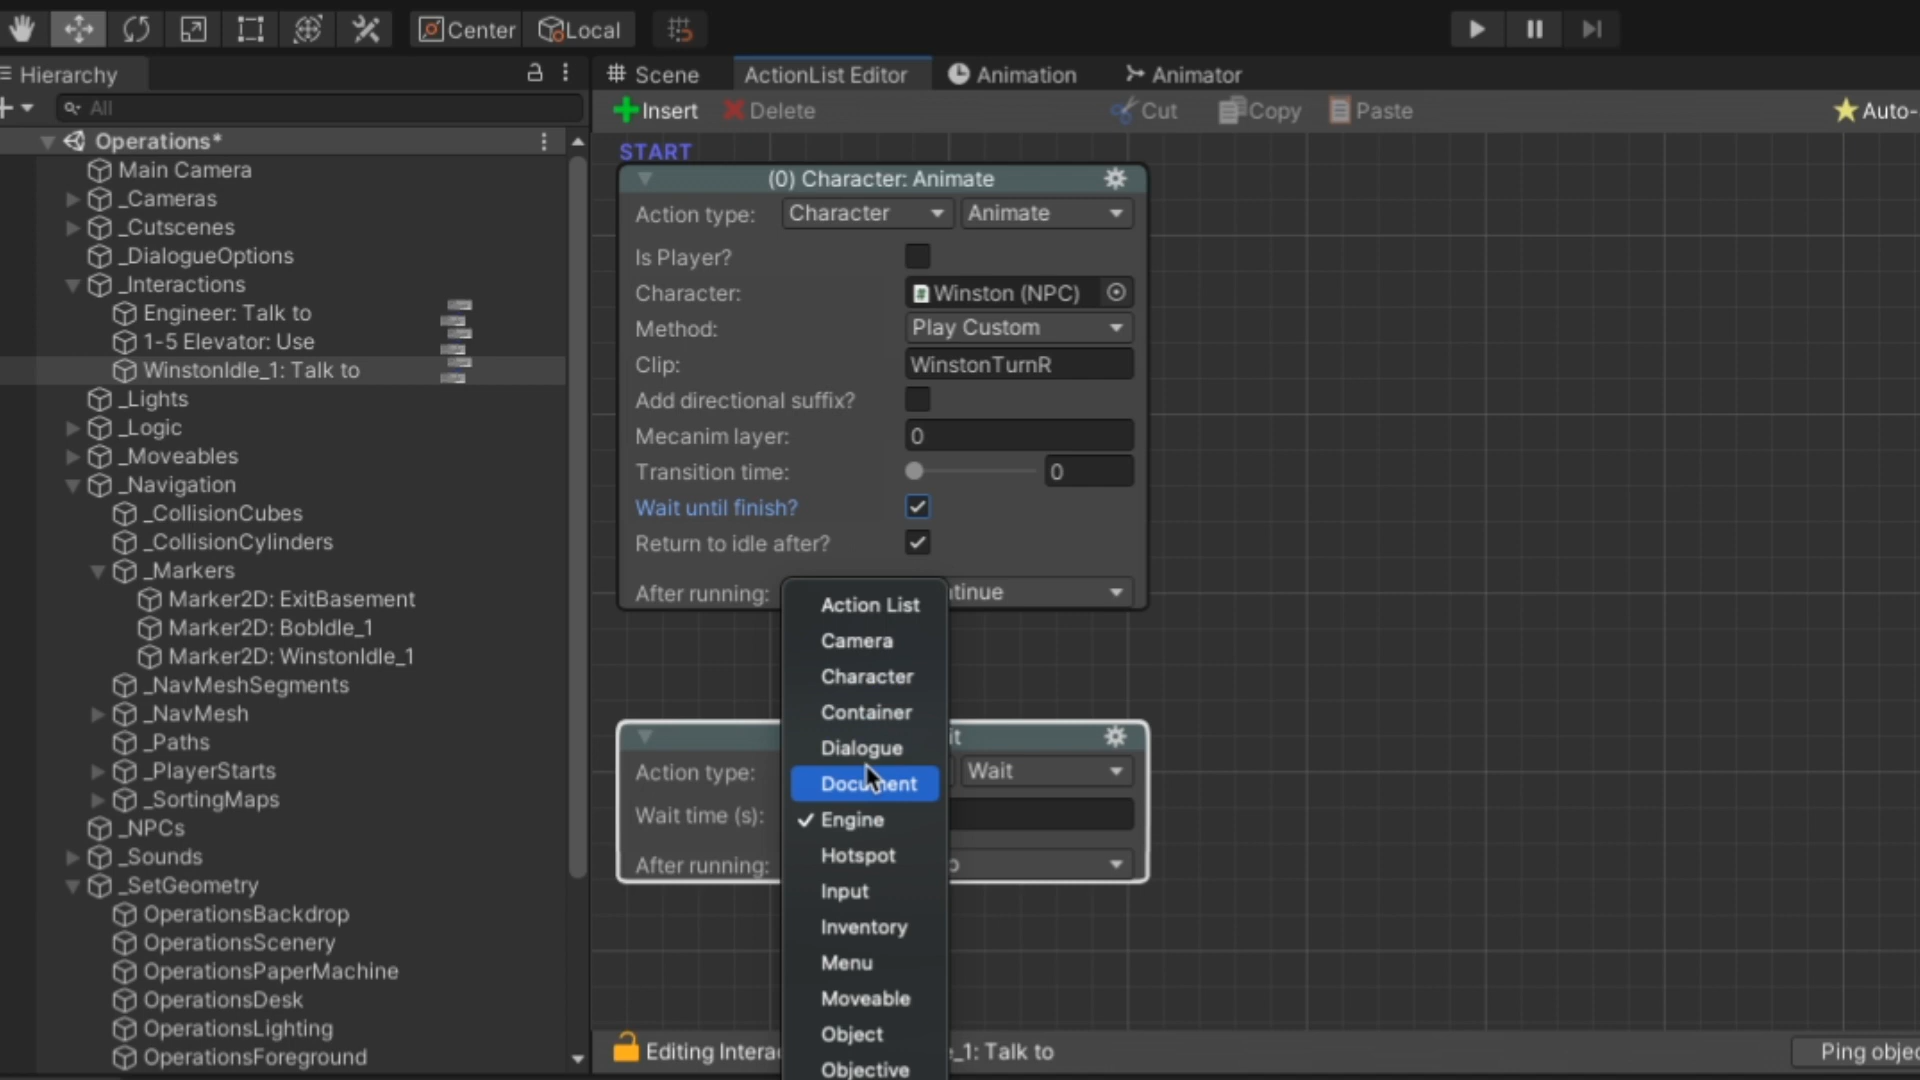 Center
Local
Hierarchy
All
Operations*
Main Camera
_Cameras
_Cutscenes
_DialogueOptions
_Interactions
Engineer: Talk to
1-5 Elevator: Use
WinstonIdle_1: Talk to
_Lights
_Logic
_Moveables
_Navigation
_CollisionCubes
_CollisionCylinders
_Markers
Marker2D: ExitBasement
Marker2D: BobIdle_1
Marker2D: WinstonIdle_1
_NavMeshSegments
_NavMesh
_Paths
_PlayerStarts
_SortingMaps
_NPCs
_Sounds
_SetGeometry
OperationsBackdrop
OperationsScenery
OperationsPaperMachine
OperationsDesk
OperationsLighting
OperationsForeground
Scene
ActionList Editor
Animation
Animator
Insert
Delete
Cut
Copy
Paste
Auto-
START
(0) Character: Animate
Action type: Character Animate
Is Player?
Character: Winston (NPC)
Method: Play Custom
Clip: WinstonTurnR
Add directional suffix?
Mecanim layer: 0
Transition time: 0
Wait until finish?
Return to idle after?
After running: tinue
it
Action type: Wait
Wait time (s):
After running:
Action List
Camera
Character
Container
Dialogue
Document
Engine
Hotspot
Input
Inventory
Menu
Moveable
Object
Objective
Editing Intera _1: Talk to
Ping objec